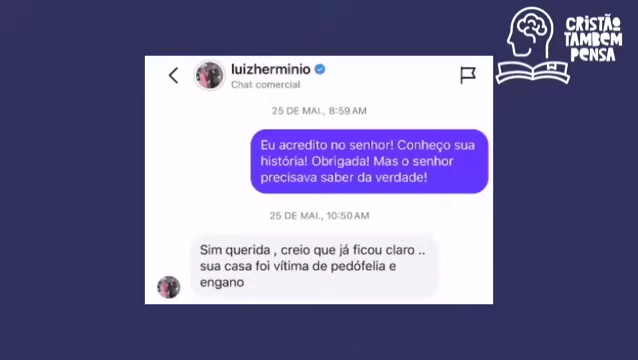 CRISTÃO
TAMBÉM
PENSA
luizherminio
Chat comercial
25 DE MAI., 8:59 AM
Eu acredito no senhor! Conheço sua
história! Obrigada! Mas o senhor
precisava saber da verdade!
25 DE MAI., 10:50 AM
Sim querida , creio que já ficou claro ..
sua casa foi vítima de pedófelia e
engano